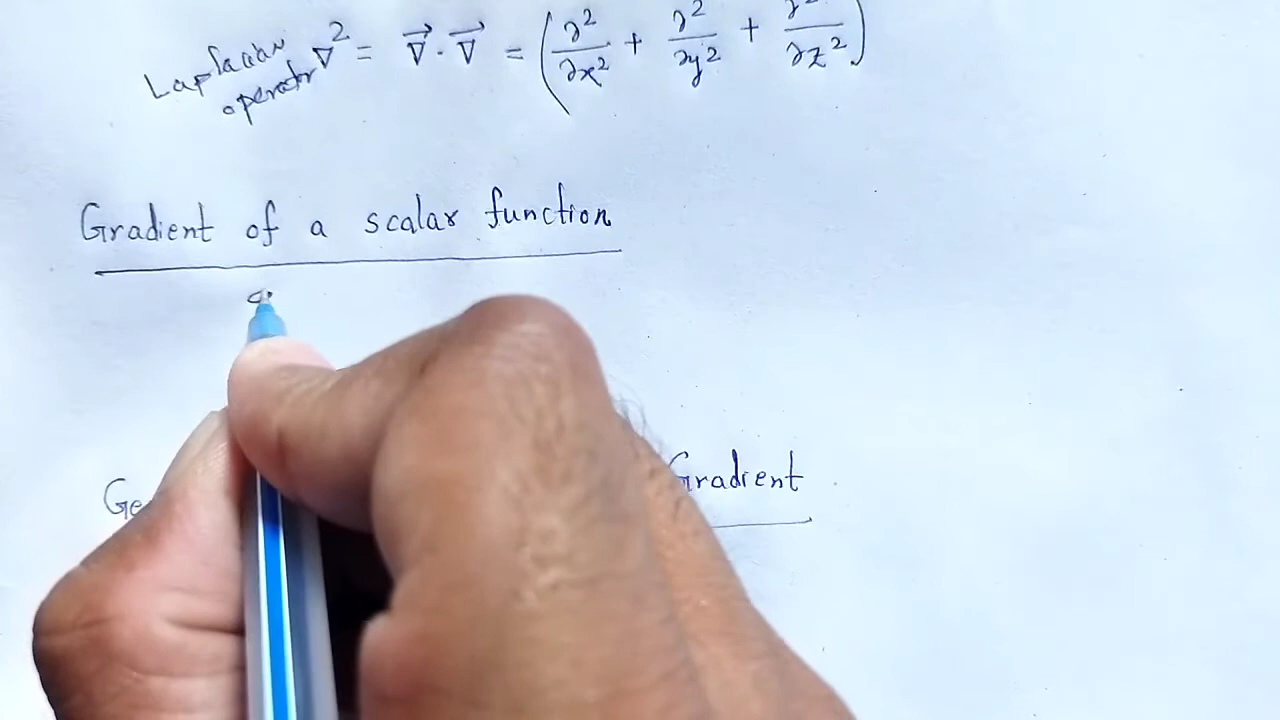 Laplacian ∇² = ∇⃗ · ∇⃗ = (∂²/∂x² + ∂²/∂y² + ∂²/∂z²)
operator
Gradient of a scalar function
Gradient